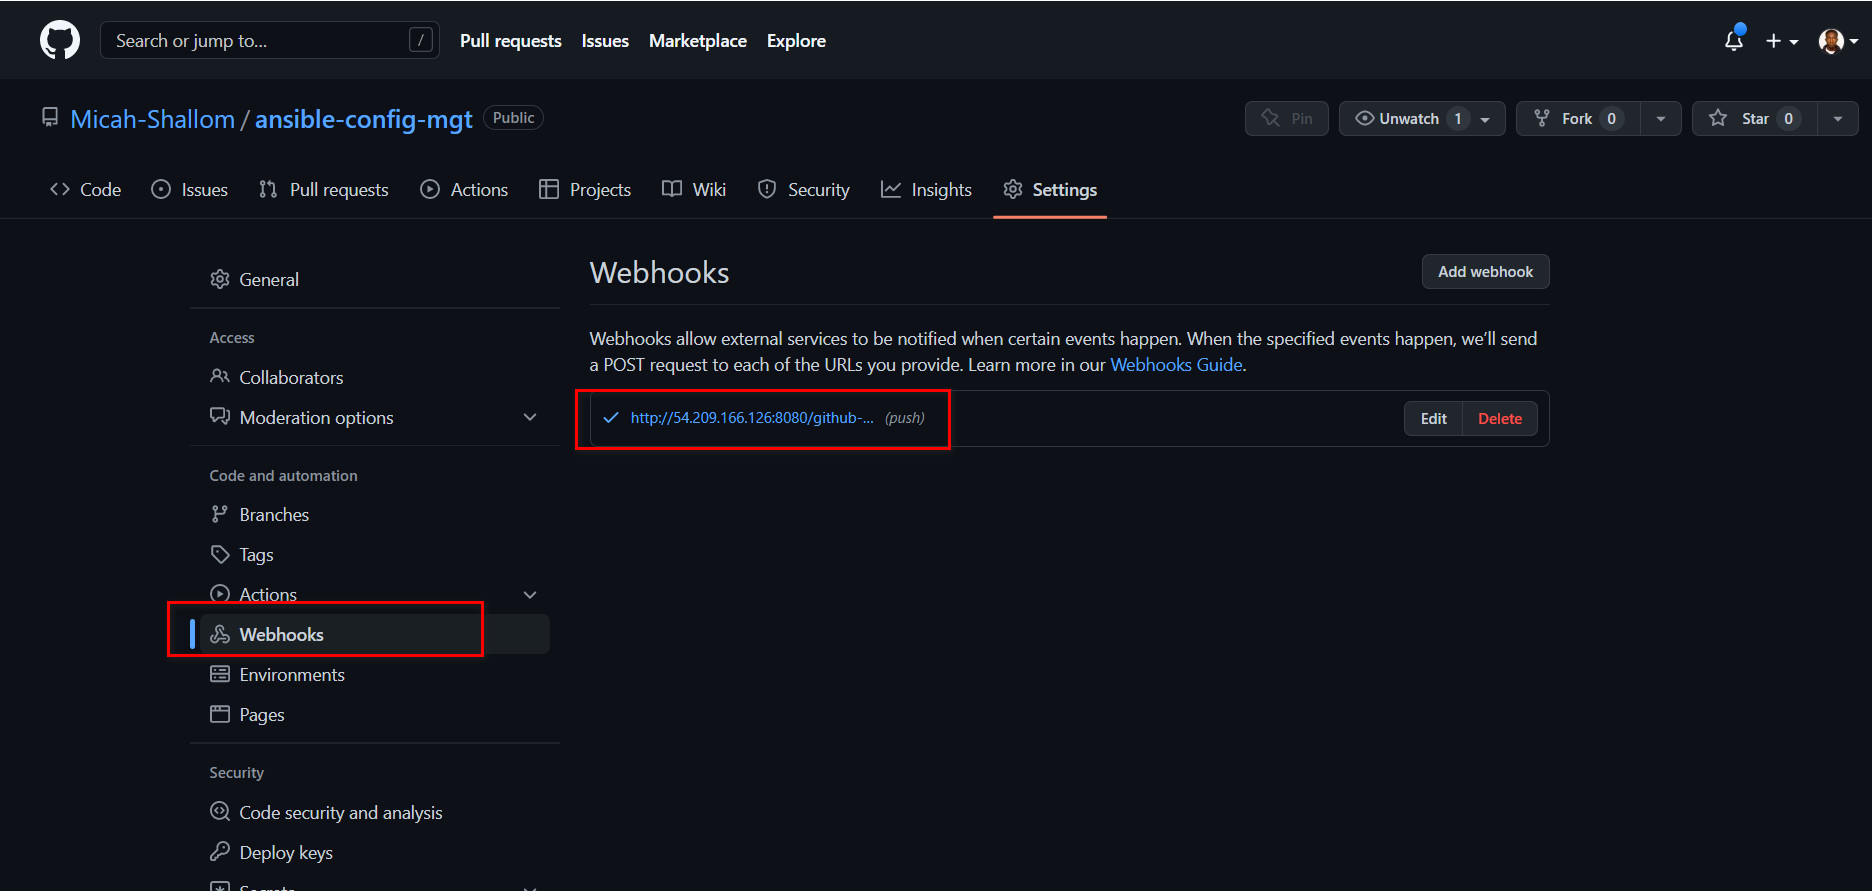 Search or jump to... /
Pull requests Issues Marketplace Explore
Micah-Shallom / ansible-config-mgt Public
Pin Unwatch 1 Fork 0 Star 0
Code Issues Pull requests Actions Projects Wiki Security Insights Settings
General
Access
Collaborators
Moderation options
Code and automation
Branches
Tags
Actions
Webhooks
Environments
Pages
Security
Code security and analysis
Deploy keys
Secrets
Webhooks
Add webhook
Webhooks allow external services to be notified when certain events happen. When the specified events happen, we’ll send
a POST request to each of the URLs you provide. Learn more in our Webhooks Guide.
http://54.209.166.126:8080/github-... (push)
Edit Delete